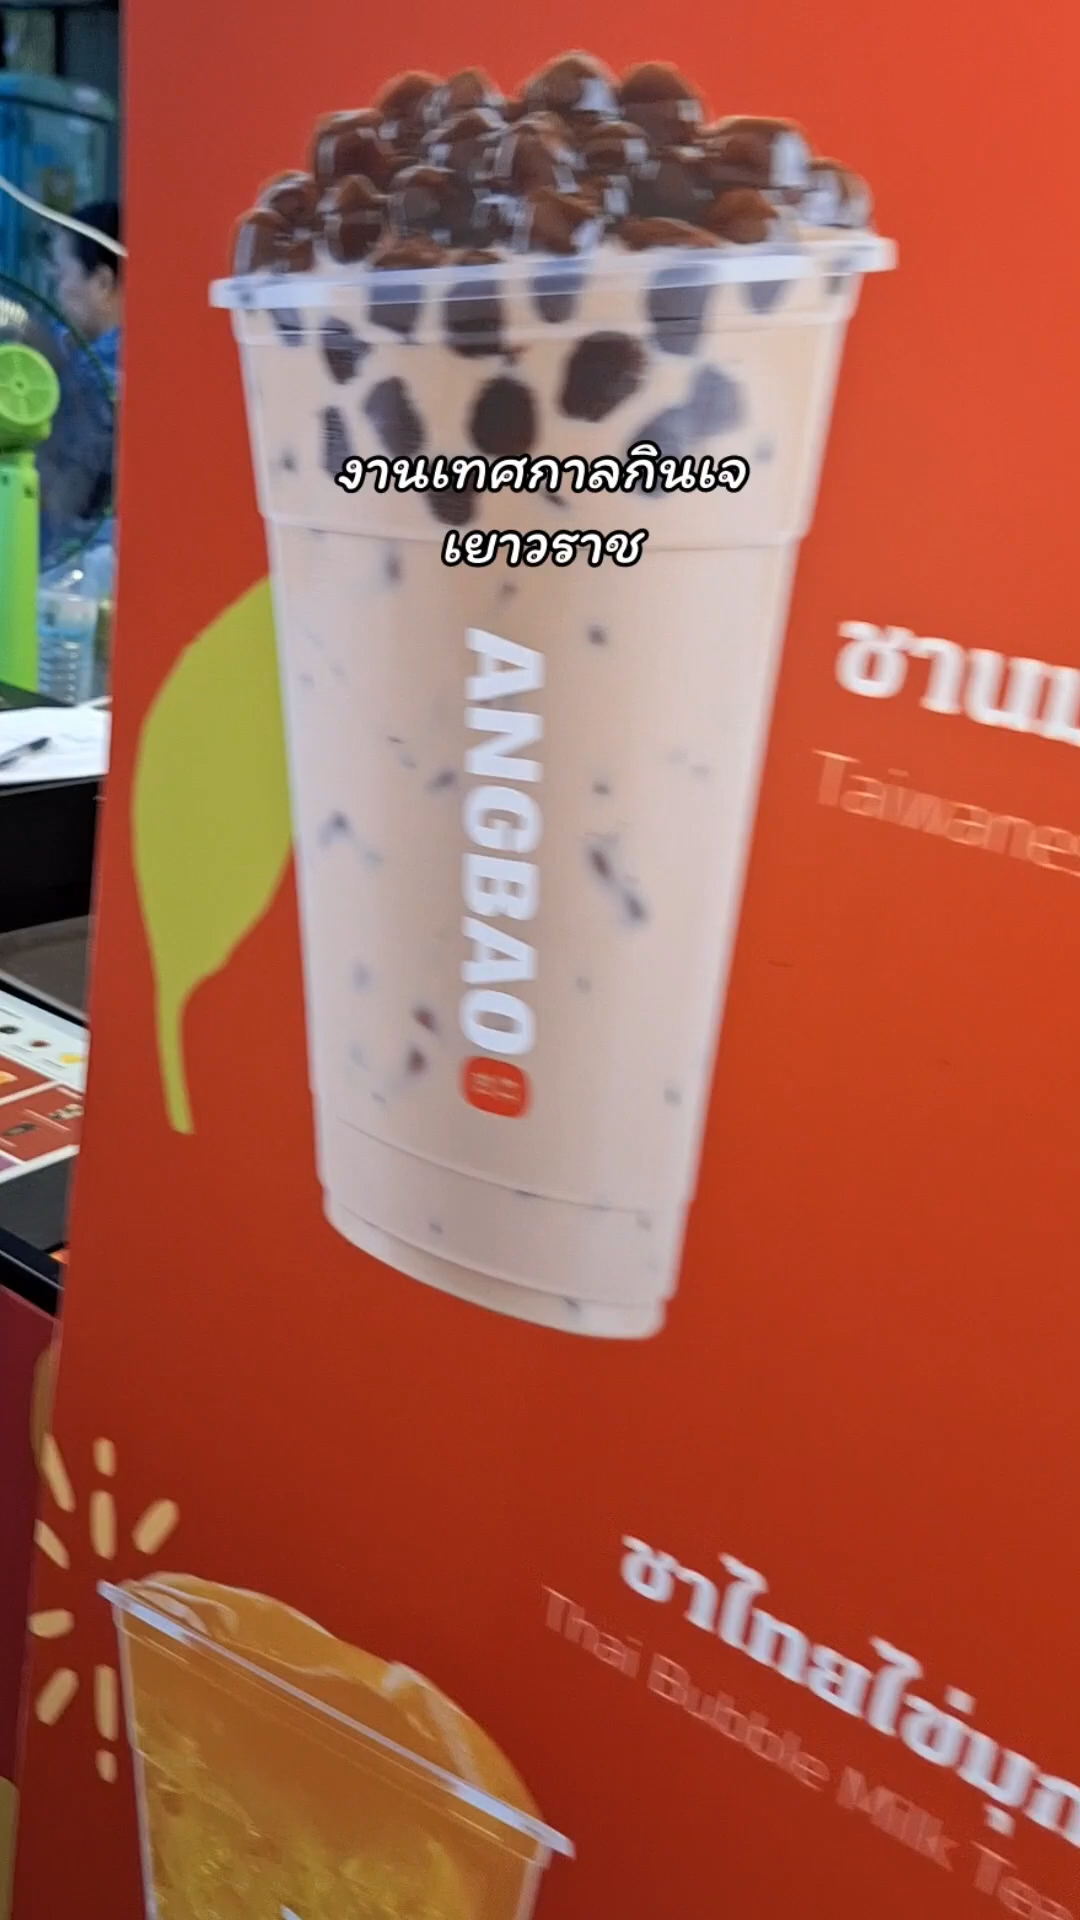 งานเทศกาลกินเจ
เยาวราช
ANGBAO
ชานม
Taiwanes
ชาไทยไข่มุก
Thai Bubble Milk Tea